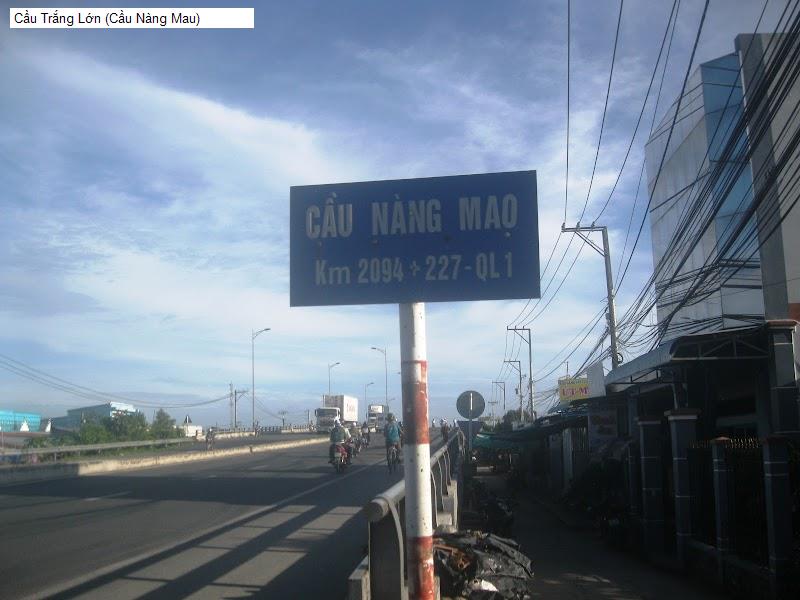 Cầu Trắng Lớn (Cầu Nàng Mau)
CẦU NÀNG MAO
Km 2094 + 227 - QL 1